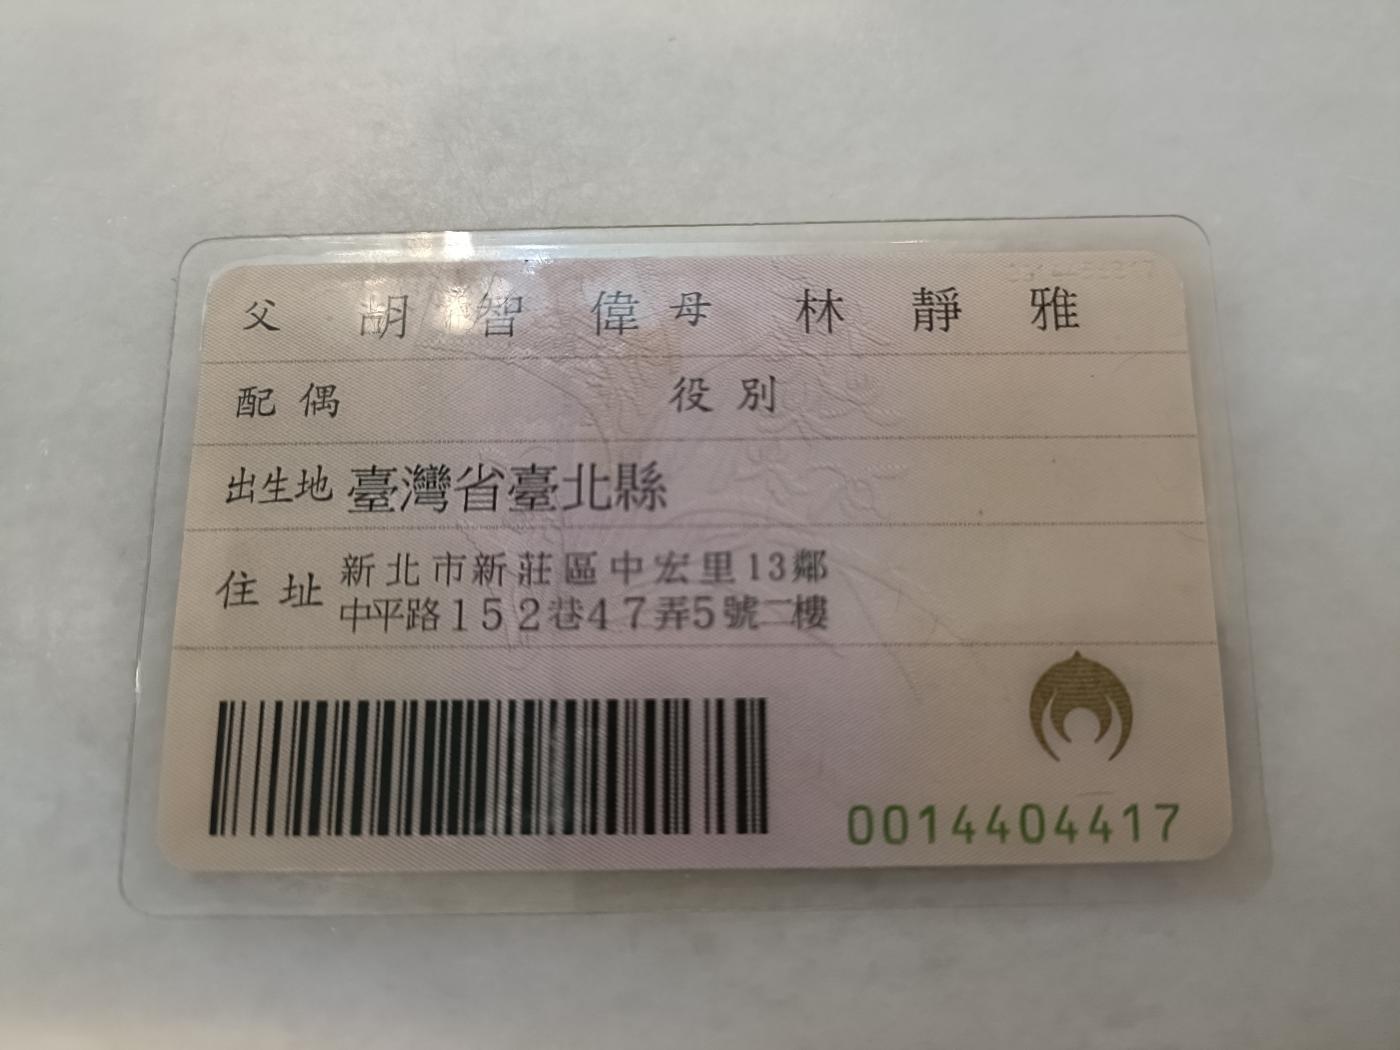 父 胡智偉 母 林靜雅
配偶 役別
出生地 臺灣省臺北縣
住址 新北市新莊區中宏里13鄰
中平路152巷47弄5號二樓
0014404417